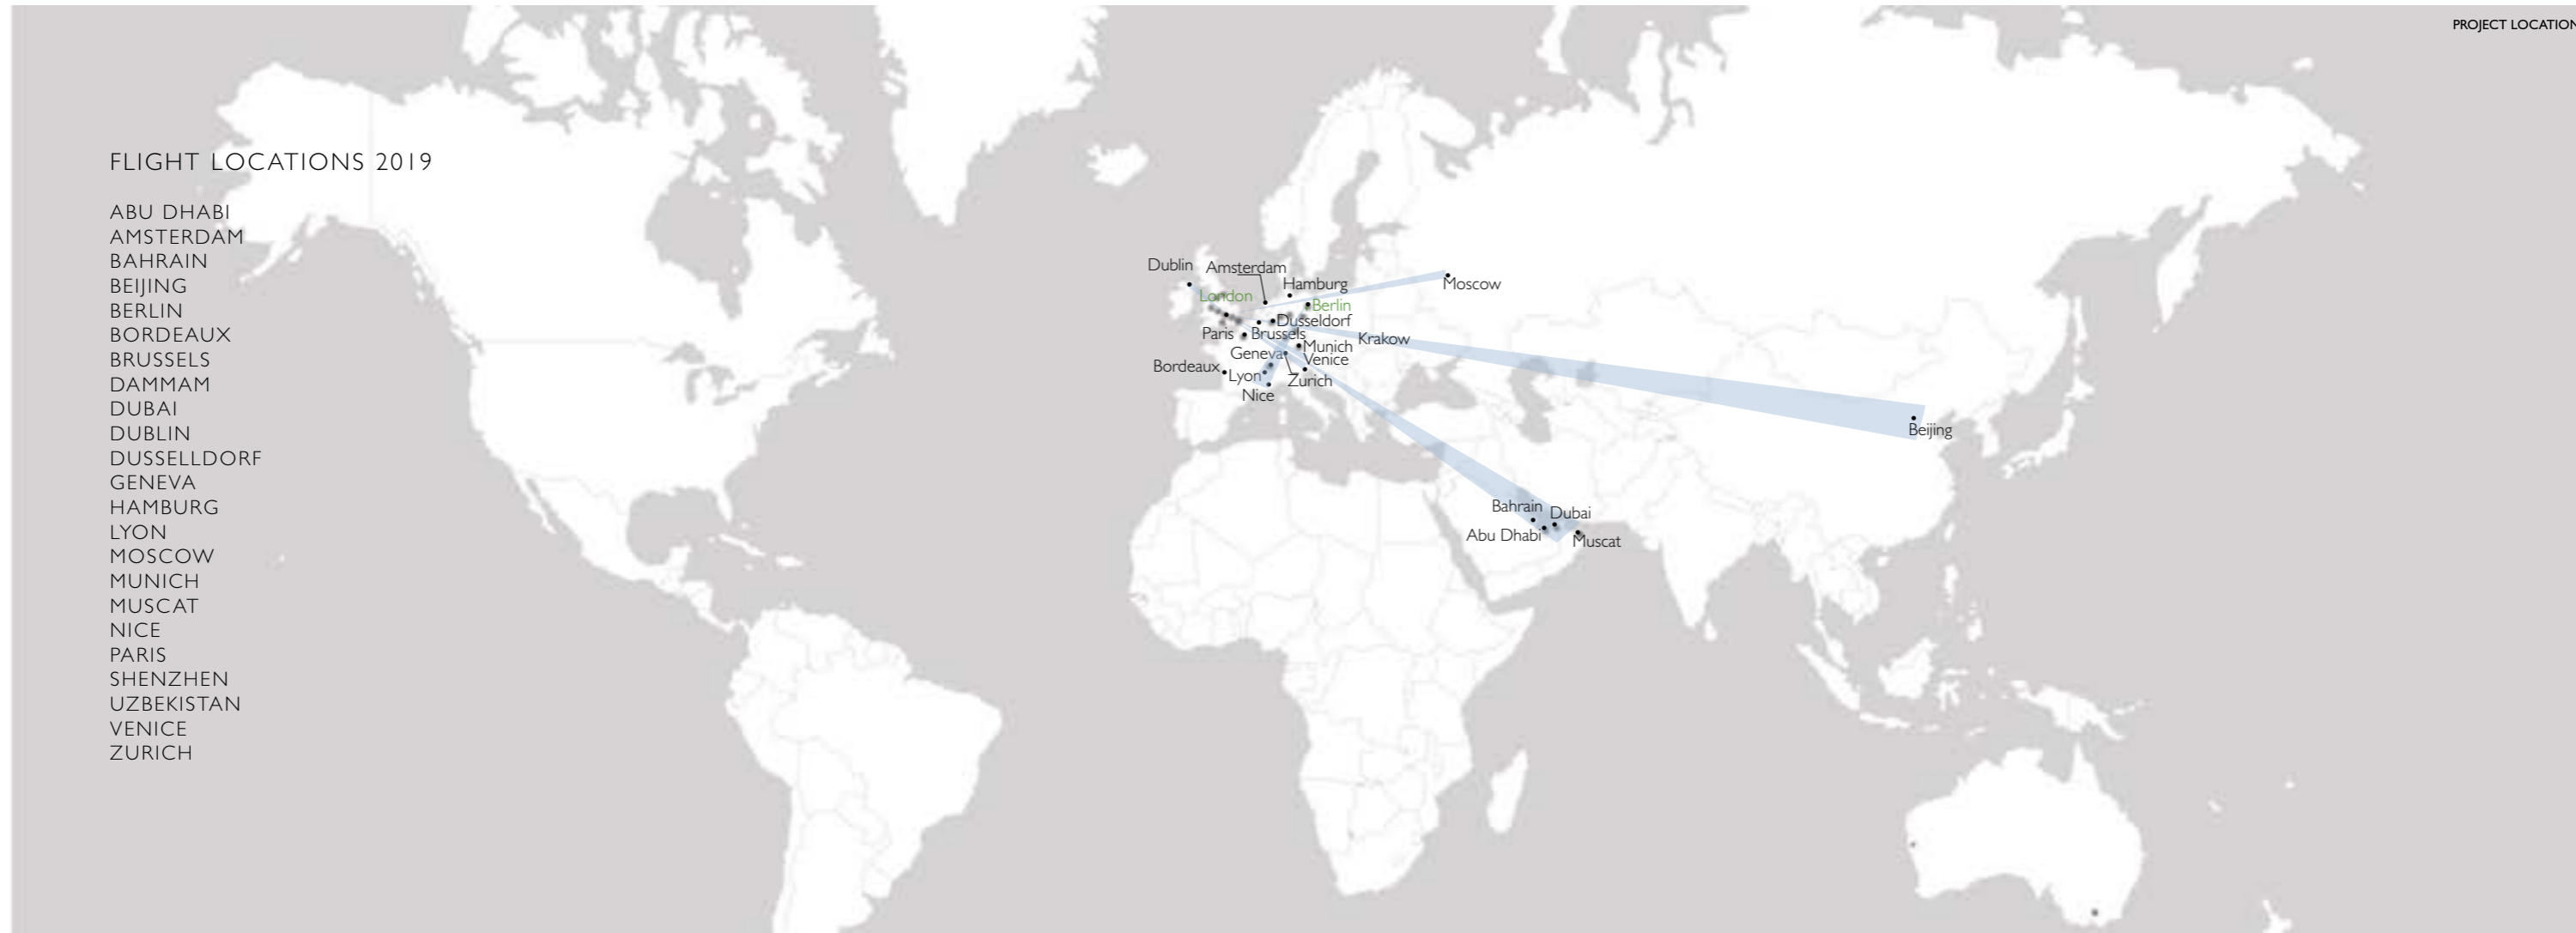 PROJECT LOCATION
FLIGHT LOCATIONS 2019
ABU DHABI
AMSTERDAM
BAHRAIN
BEIJING
BERLIN
BORDEAUX
BRUSSELS
DAMMAM
DUBAI
DUBLIN
DUSSELLDORF
GENEVA
HAMBURG
LYON
MOSCOW
MUNICH
MUSCAT
NICE
PARIS
SHENZHEN
UZBEKISTAN
VENICE
ZURICH
Dublin
Amsterdam
Hamburg
Moscow
London
Berlin
Dusseldorf
Paris
Brussels
Krakow
Munich
Geneva
Venice
Bordeaux
Lyon
Zurich
Nice
Beijing
Bahrain
Dubai
Abu Dhabi
Muscat